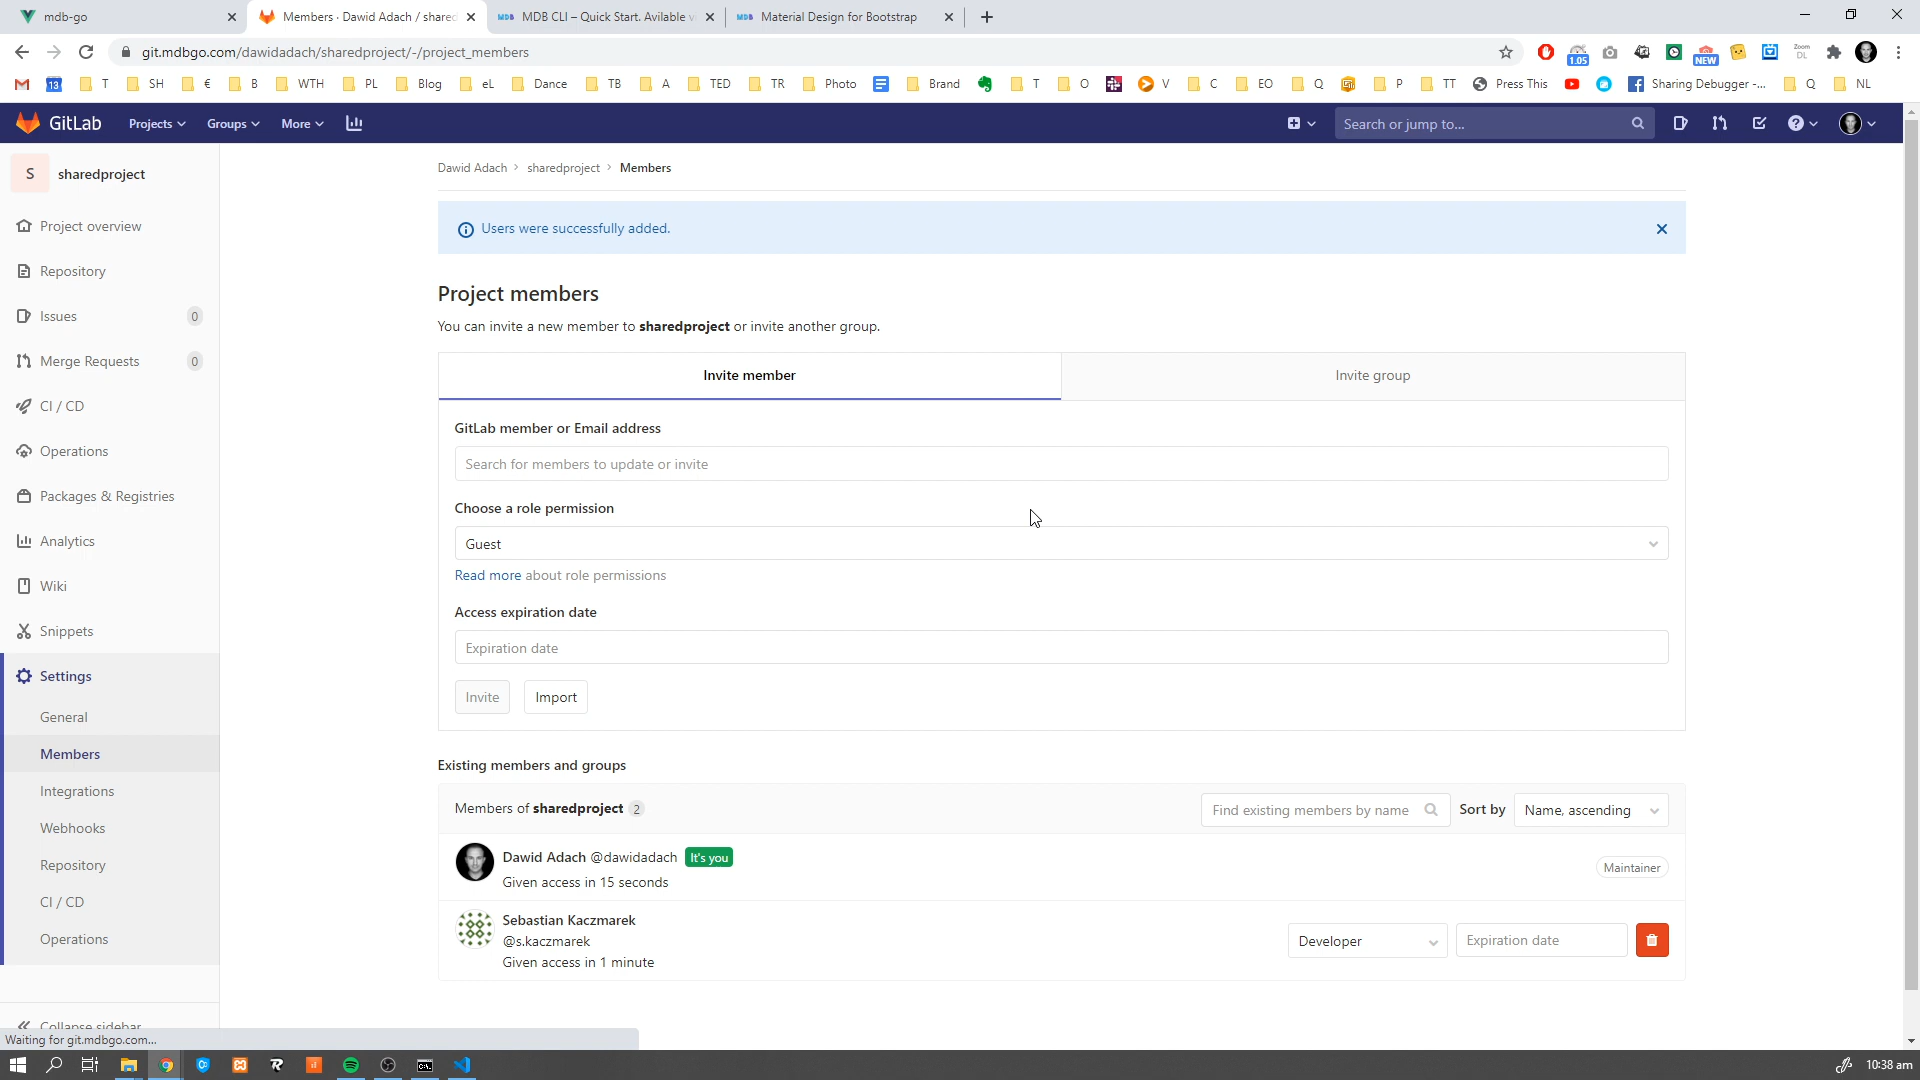 mdb-go
Members · Dawid Adach / shared
MDB CLI – Quick Start. Avilable v
Material Design for Bootstrap
git.mdbgo.com/dawidadach/sharedproject/-/project_members
1.05
NEW
Zoom
DL
13
T
SH
€
B
WTH
PL
Blog
eL
Dance
TB
A
TED
TR
Photo
Brand
T
O
V
C
EO
Q
P
TT
Press This
Sharing Debugger -...
Q
NL
GitLab
Projects
Groups
More
Search or jump to...
S
sharedproject
Project overview
Repository
Issues 0
Merge Requests 0
CI / CD
Operations
Packages & Registries
Analytics
Wiki
Snippets
Settings
General
Members
Integrations
Webhooks
Repository
CI / CD
Operations
Collapse sidebar
Waiting for git.mdbgo.com...
Dawid Adach › sharedproject › Members
Users were successfully added.
Project members
You can invite a new member to sharedproject or invite another group.
Invite member
Invite group
GitLab member or Email address
Search for members to update or invite
Choose a role permission
Guest
Read more about role permissions
Access expiration date
Expiration date
Invite
Import
Existing members and groups
Members of sharedproject 2
Find existing members by name
Sort by
Name, ascending
Dawid Adach @dawidadach It's you
Given access in 15 seconds
Maintainer
Sebastian Kaczmarek
@s.kaczmarek
Given access in 1 minute
Developer
Expiration date
10:38 am